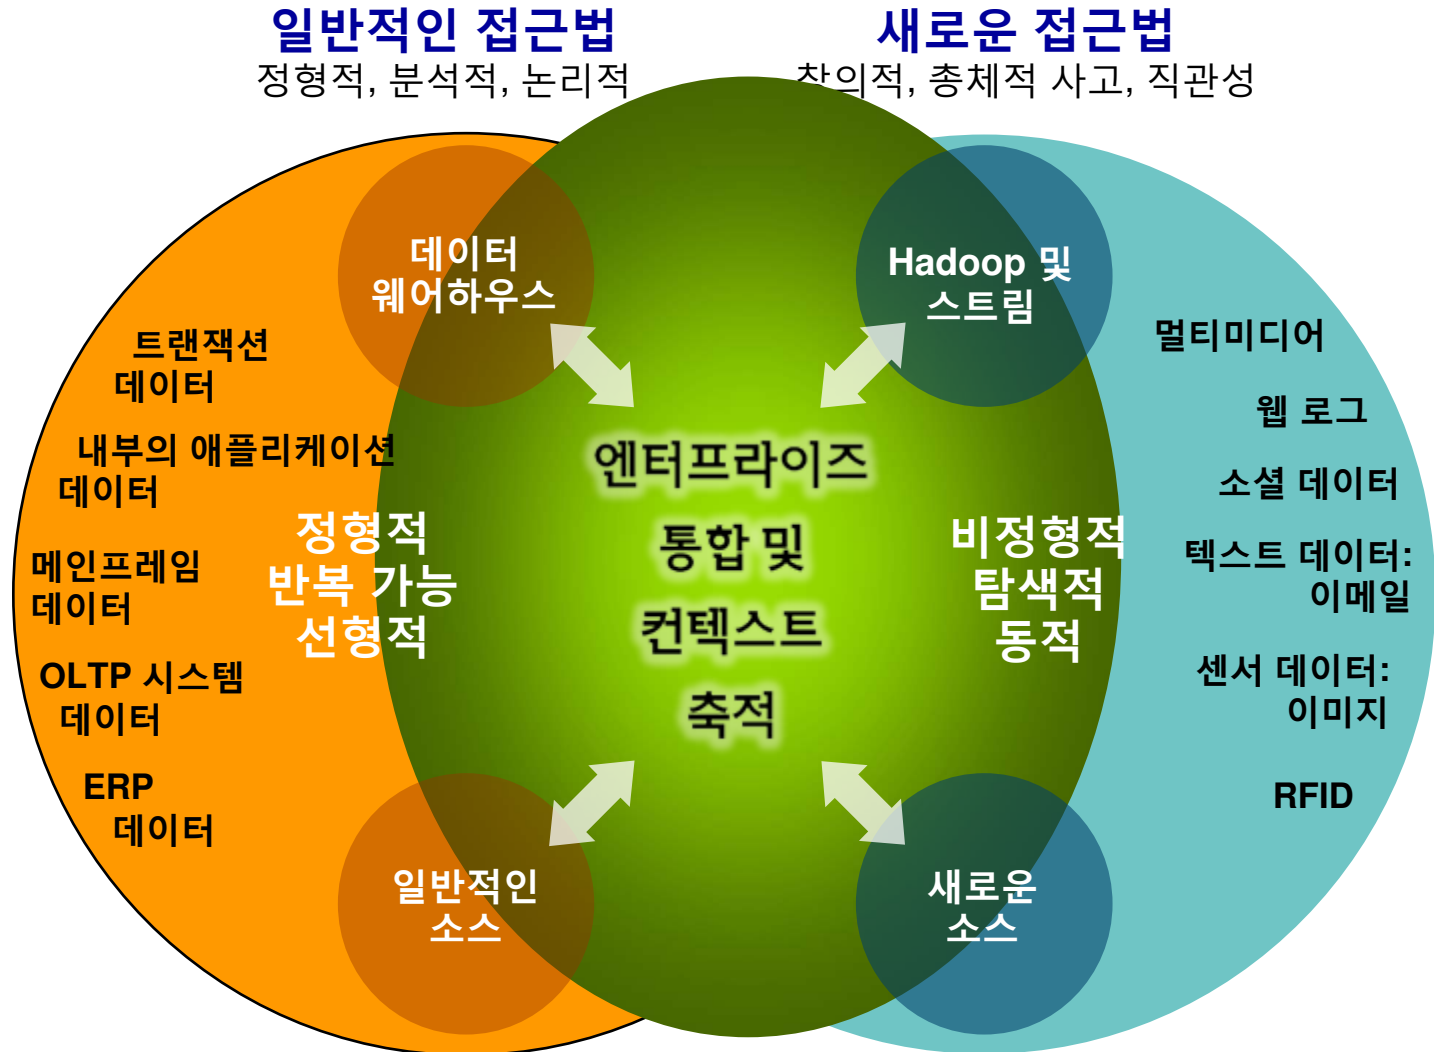 일반적인 접근법
정형적, 분석적, 논리적
새로운 접근법
창의적, 총체적 사고, 직관성
데이터
웨어하우스
Hadoop 및
스트림
트랜잭션
데이터
내부의 애플리케이션
데이터
메인프레임
데이터
OLTP 시스템
데이터
ERP
데이터
정형적
반복 가능
선형적
엔터프라이즈
통합 및
컨텍스트
축적
비정형적
탐색적
동적
멀티미디어
웹 로그
소셜 데이터
텍스트 데이터:
이메일
센서 데이터:
이미지
RFID
일반적인
소스
새로운
소스